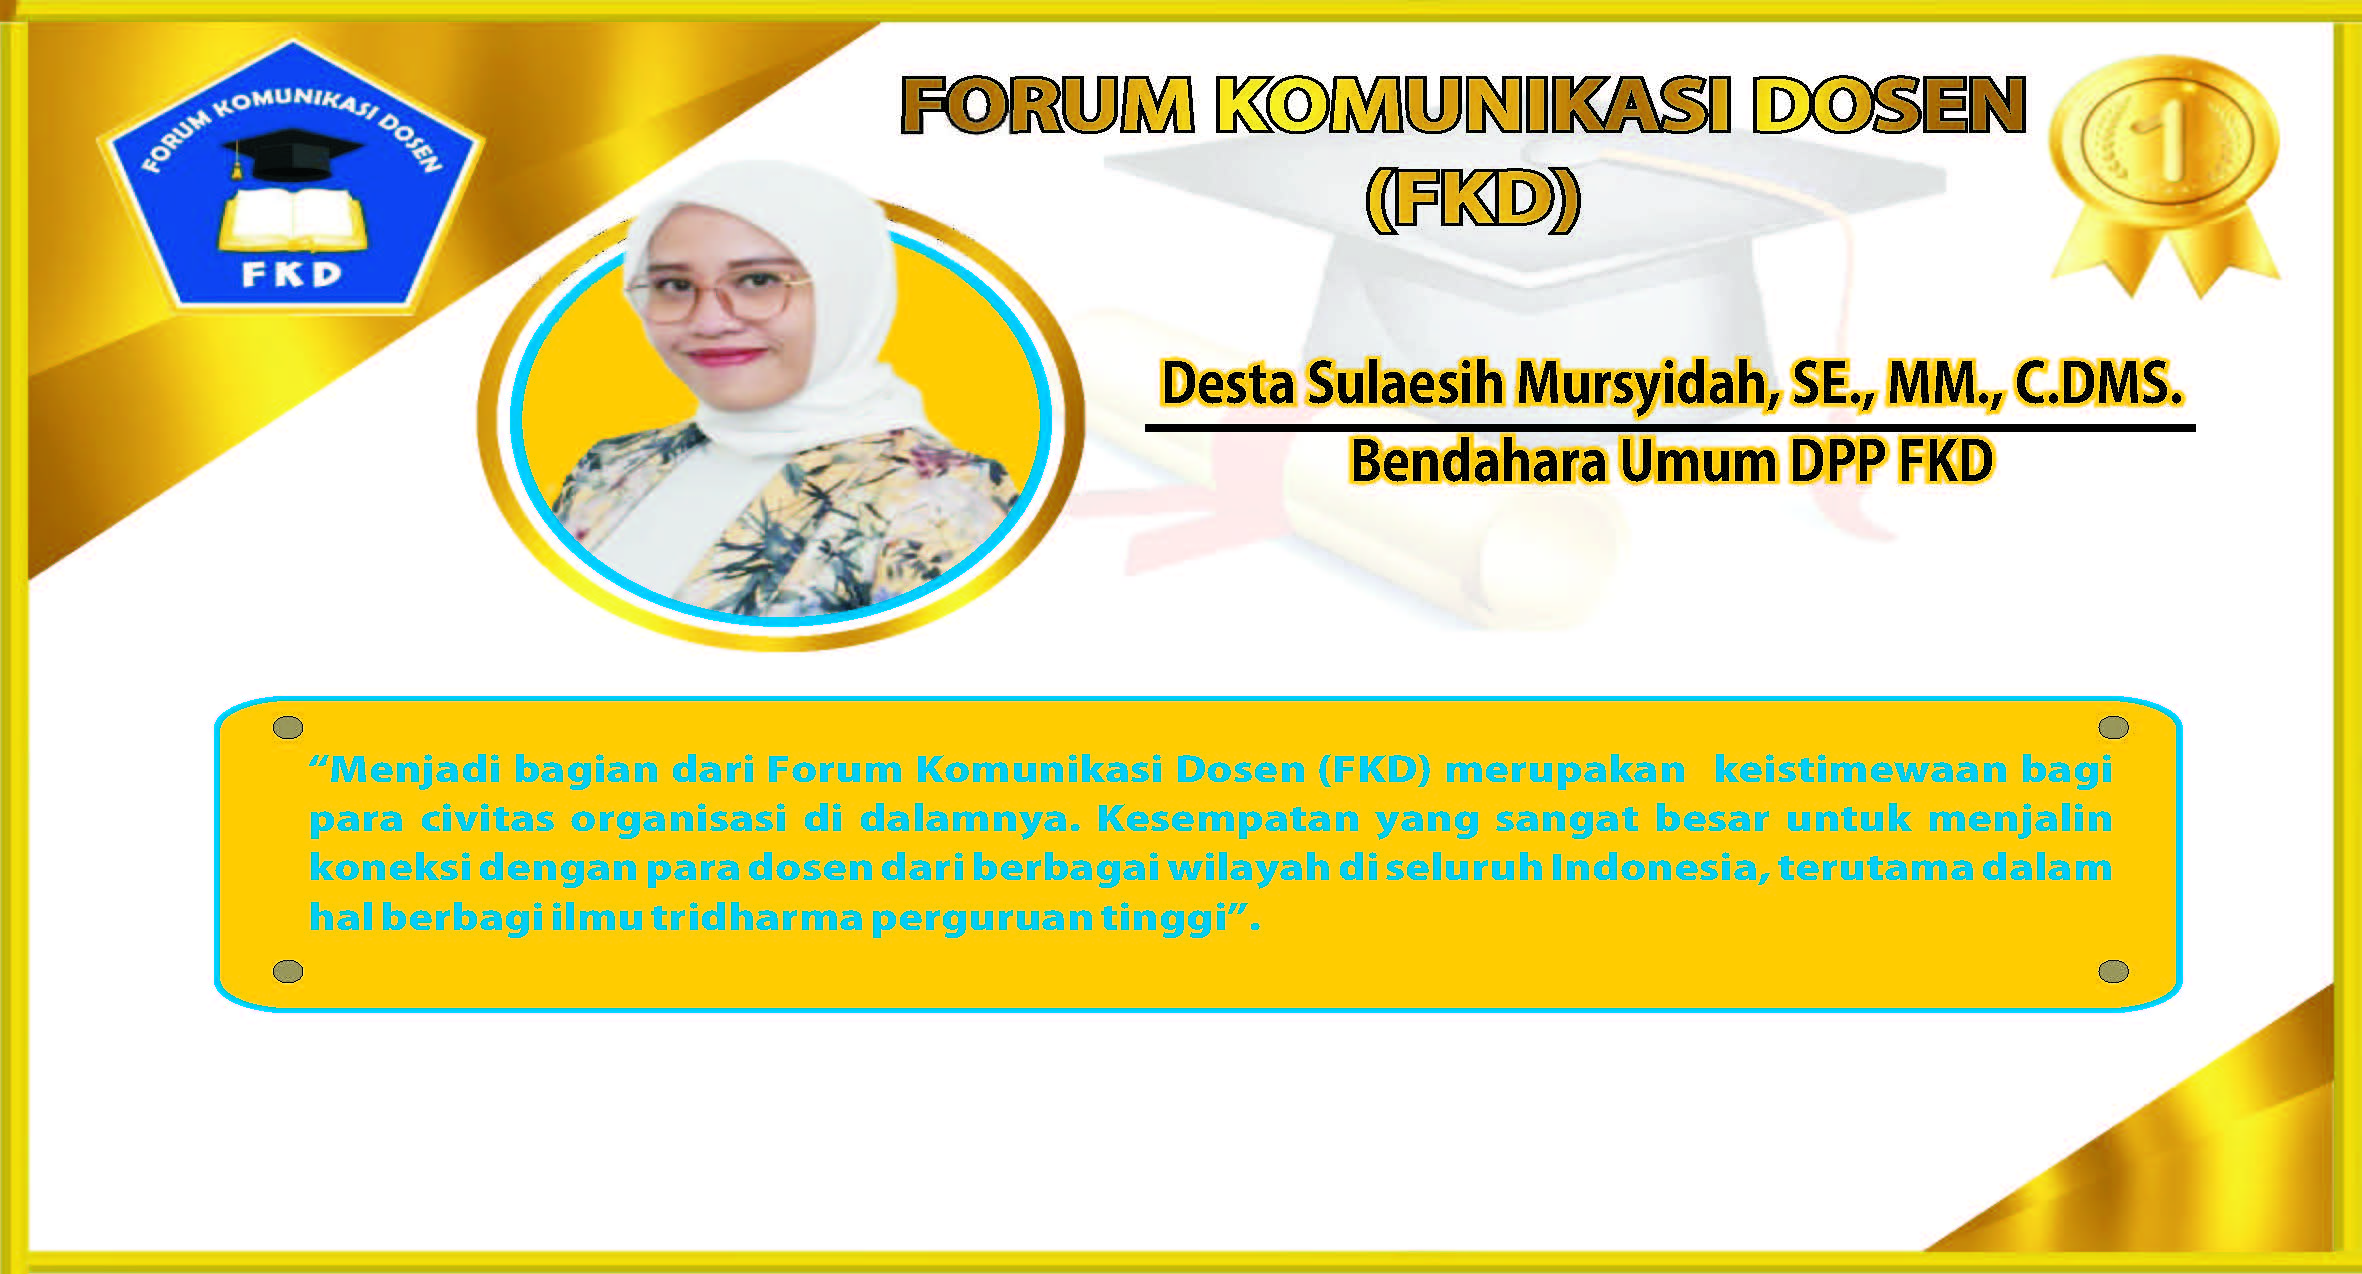 FORUM KOMUNIKASI DOSEN
FKD
FORUM KOMUNIKASI DOSEN
(FKD)
1
Desta Sulaesih Mursyidah, SE., MM., C.DMS.
Bendahara Umum DPP FKD
“Menjadi bagian dari Forum Komunikasi Dosen (FKD) merupakan keistimewaan bagi
para civitas organisasi di dalamnya. Kesempatan yang sangat besar untuk menjalin
koneksi dengan para dosen dari berbagai wilayah di seluruh Indonesia, terutama dalam
hal berbagi ilmu tridharma perguruan tinggi”.